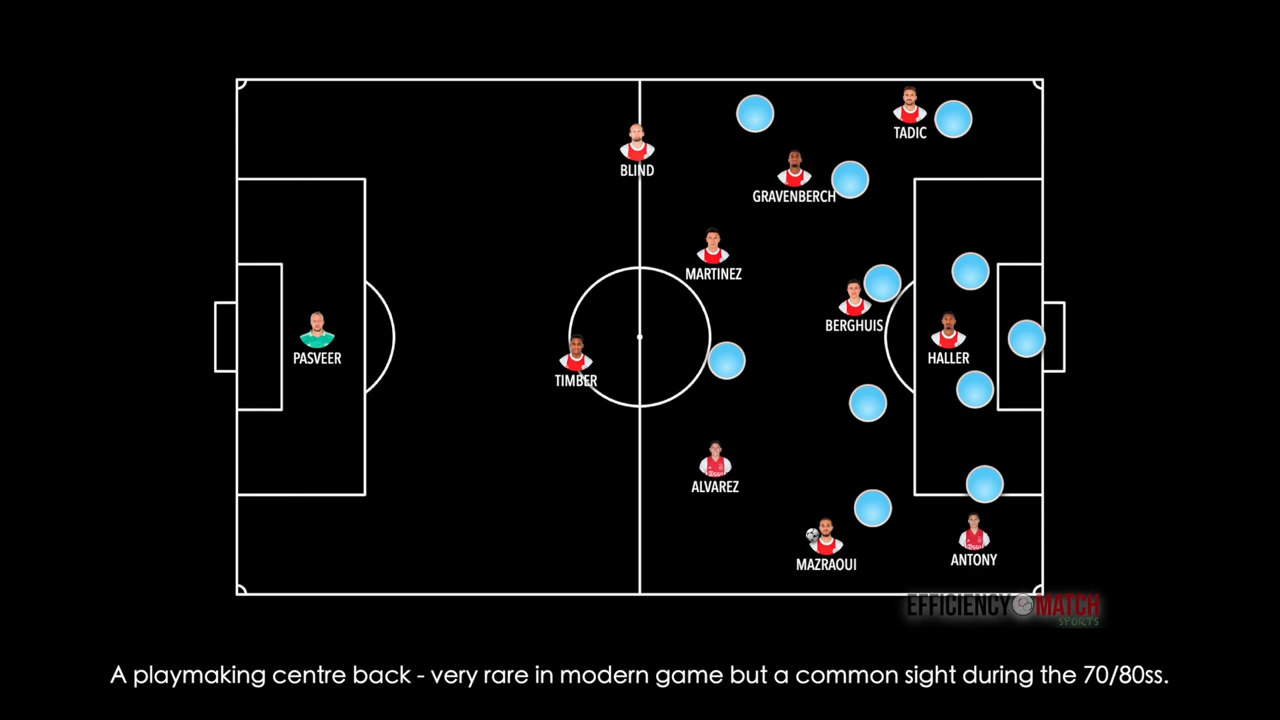 TADIC
BLIND
GRAVENBERCH
MARTINEZ
BERGHUIS
PASVEER
HALLER
TIMBER
ALVAREZ
MAZRAOUI
ANTONY
EFFICIENCY MATCH
SPORTS
A playmaking centre back - very rare in modern game but a common sight during the 70/80ss.